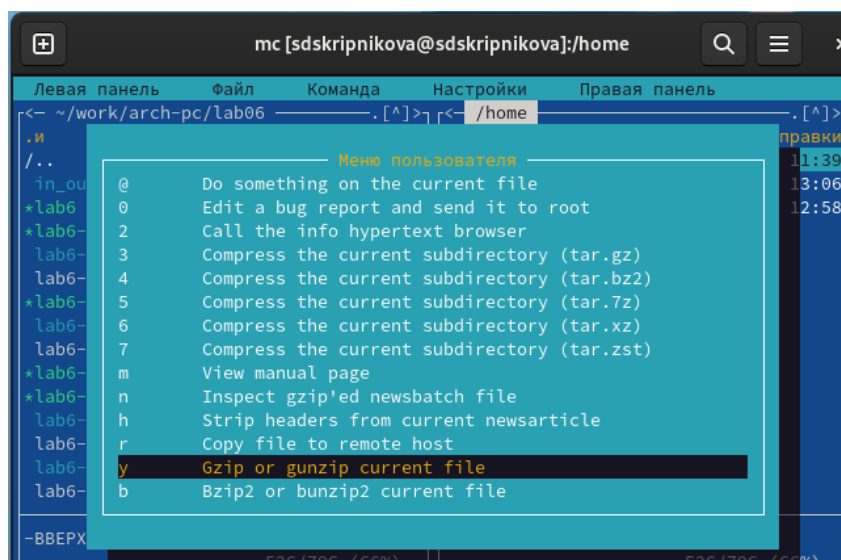 mc [sdskripnikova@sdskripnikova]:/home
Левая панель Файл Команда Настройки Правая панель
<— ~/work/arch-pc/lab06 .[^]> <— /home .[^]>
.и правки
/.. Меню пользователя 11:39
in_ou @ Do something on the current file 13:06
*lab6 0 Edit a bug report and send it to root 12:58
*lab6- 2 Call the info hypertext browser
lab6- 3 Compress the current subdirectory (tar.gz)
lab6- 4 Compress the current subdirectory (tar.bz2)
*lab6- 5 Compress the current subdirectory (tar.7z)
lab6- 6 Compress the current subdirectory (tar.xz)
lab6- 7 Compress the current subdirectory (tar.zst)
*lab6- m View manual page
*lab6- n Inspect gzip'ed newsbatch file
lab6- h Strip headers from current newsarticle
lab6- r Copy file to remote host
lab6- y Gzip or gunzip current file
lab6- b Bzip2 or bunzip2 current file
-ВВЕРХ